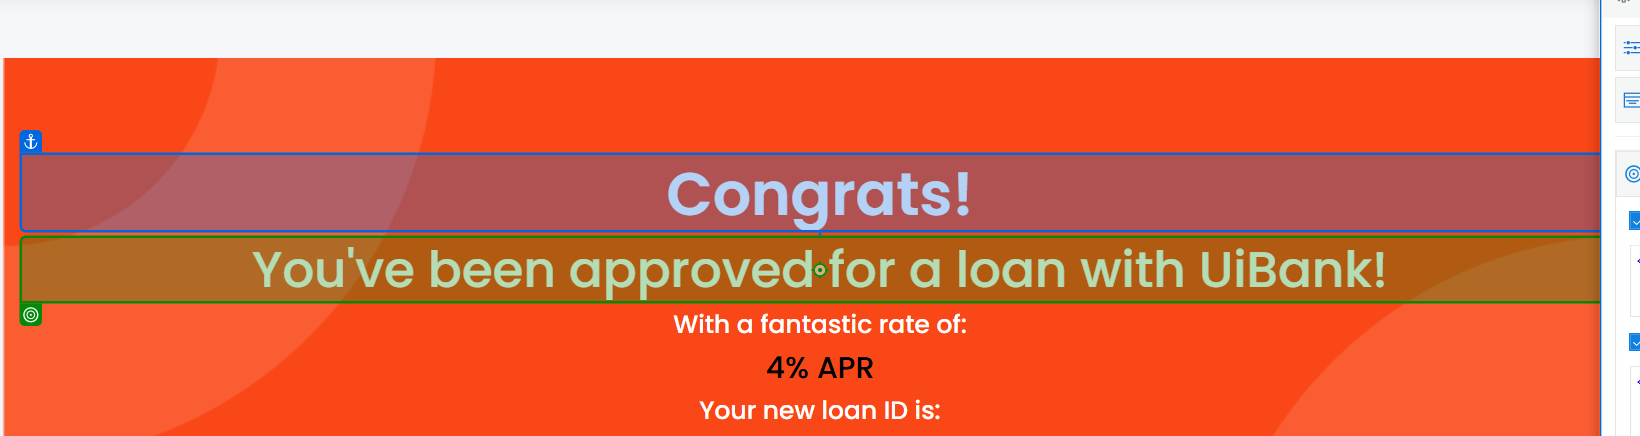 Congrats!
You've been approved for a loan with UiBank!
With a fantastic rate of:
4% APR
Your new loan ID is: